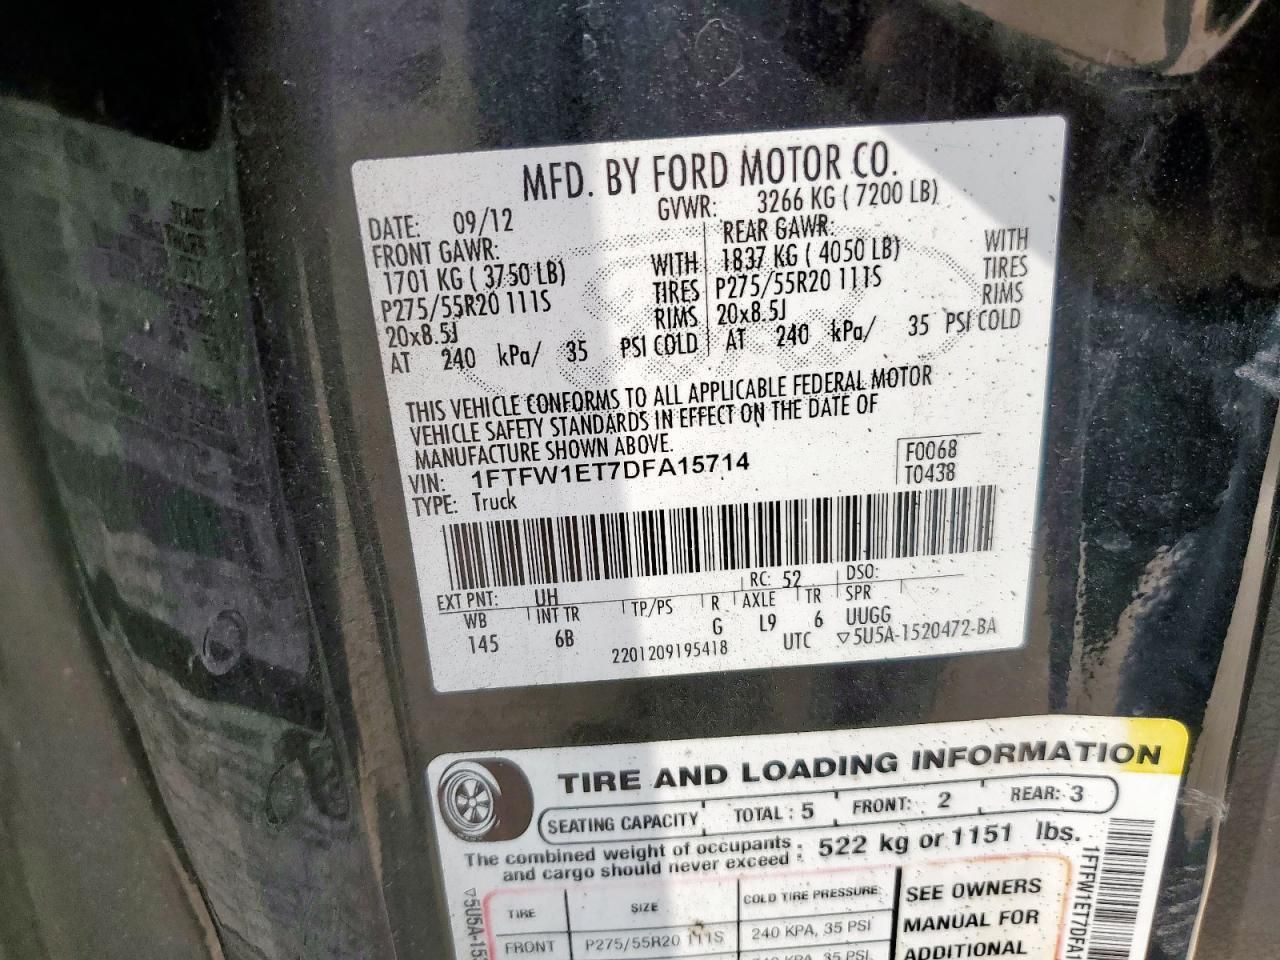 MFD. BY FORD MOTOR CO.
DATE: 09/12 GVWR: 3266 KG ( 7200 LB)
FRONT GAWR: REAR GAWR:
1701 KG ( 3750 LB) WITH 1837 KG ( 4050 LB) WITH
P275/55R20 111S TIRES P275/55R20 111S TIRES
20x8.5J RIMS 20x8.5J RIMS
AT 240 kPa/ 35 PSI COLD AT 240 kPa/ 35 PSI COLD
THIS VEHICLE CONFORMS TO ALL APPLICABLE FEDERAL MOTOR
VEHICLE SAFETY STANDARDS IN EFFECT ON THE DATE OF
MANUFACTURE SHOWN ABOVE.
VIN: 1FTFW1ET7DFA15714 F0068
TYPE: Truck T0438
EXT PNT: UH RC: 52 DSO:
WB INT TR TP/PS R AXLE TR SPR
145 6B G L9 6 UUGG
2201209195418 UTC ▽5U5A-1520472-BA
TIRE AND LOADING INFORMATION
SEATING CAPACITY TOTAL : 5 FRONT: 2 REAR: 3
The combined weight of occupants : 522 kg or 1151 lbs.
and cargo should never exceed :
TIRE SIZE COLD TIRE PRESSURE SEE OWNERS
FRONT P275/55R20 111S 240 KPA, 35 PSI MANUAL FOR
240 KPA, 35 PSI ADDITIONAL
▽5U5A-15
1FTFW1ET7DFA1